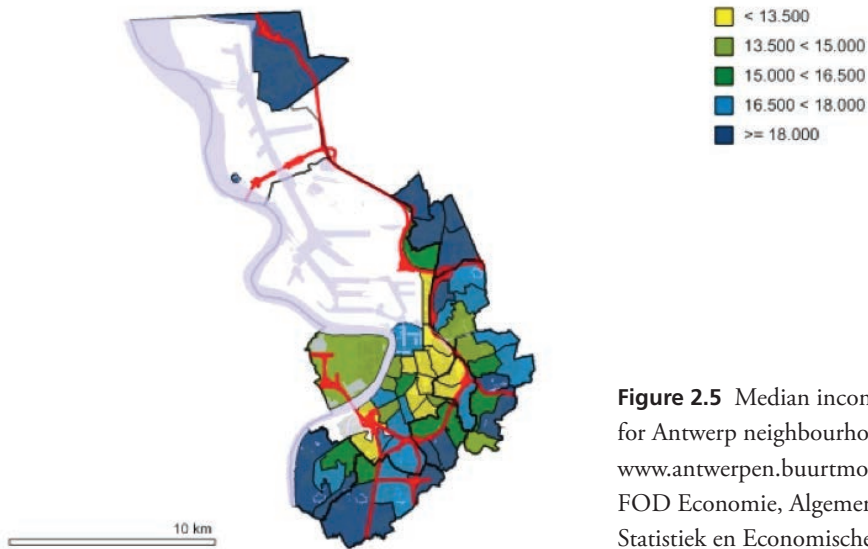 < 13.500
13.500 < 15.000
15.000 < 16.500
16.500 < 18.000
>= 18.000
10 km
Figure 2.5 Median incom
for Antwerp neighbourho
www.antwerpen.buurtmo
FOD Economie, Algemer
Statistiek en Economische